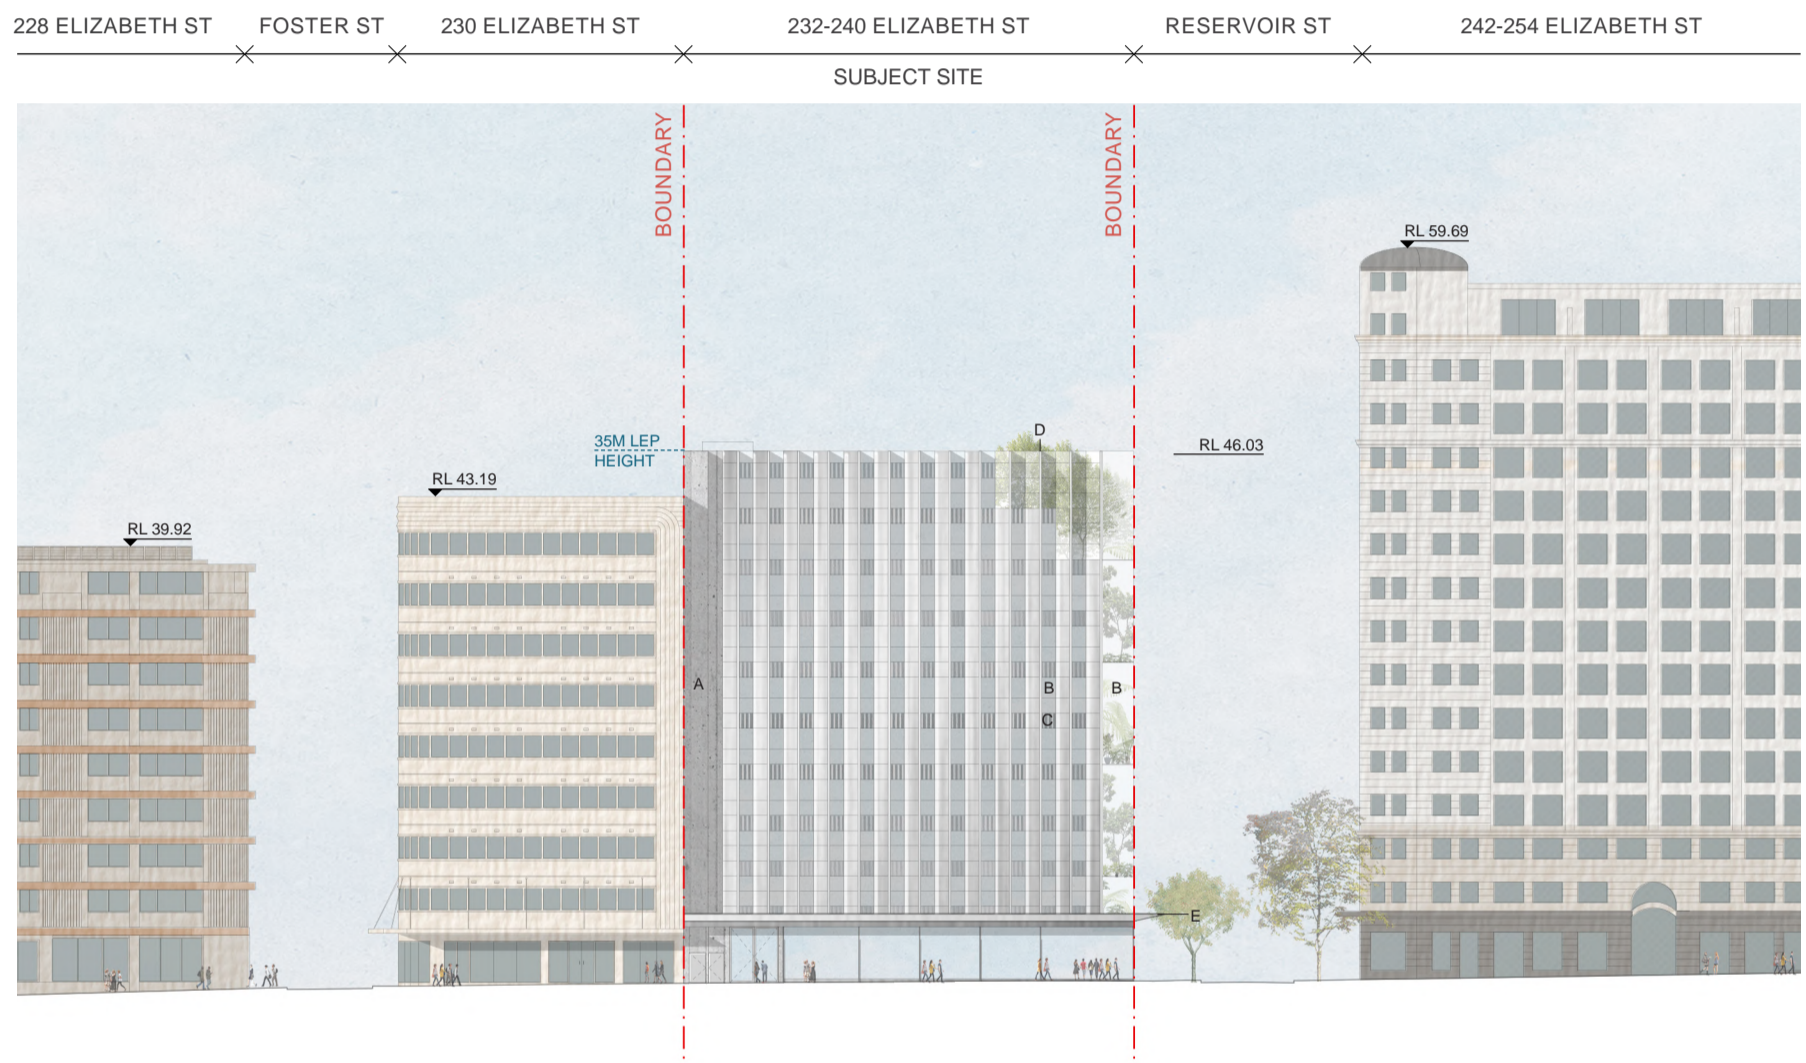 228 ELIZABETH ST
FOSTER ST
230 ELIZABETH ST
232-240 ELIZABETH ST
RESERVOIR ST
242-254 ELIZABETH ST
SUBJECT SITE
BOUNDARY
BOUNDARY
RL 59.69
D
35M LEP
HEIGHT
RL 46.03
RL 43.19
RL 39.92
A
B
B
C
E